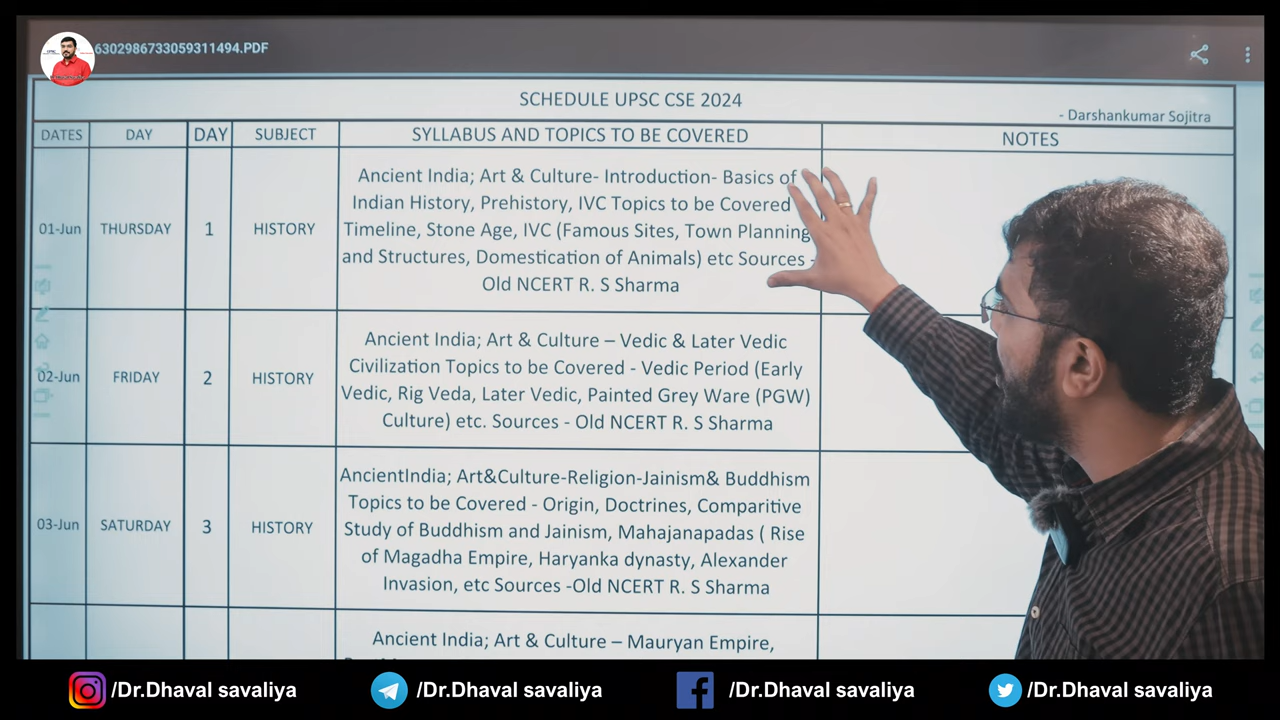 6302986733059311494.PDF
SCHEDULE UPSC CSE 2024
- Darshankumar Sojitra
DATES DAY DAY SUBJECT SYLLABUS AND TOPICS TO BE COVERED NOTES
01-Jun THURSDAY 1 HISTORY
Ancient India; Art & Culture- Introduction- Basics of
Indian History, Prehistory, IVC Topics to be Covered
Timeline, Stone Age, IVC (Famous Sites, Town Planning
and Structures, Domestication of Animals) etc Sources -
Old NCERT R. S Sharma
02-Jun FRIDAY 2 HISTORY
Ancient India; Art & Culture – Vedic & Later Vedic
Civilization Topics to be Covered - Vedic Period (Early
Vedic, Rig Veda, Later Vedic, Painted Grey Ware (PGW)
Culture) etc. Sources - Old NCERT R. S Sharma
03-Jun SATURDAY 3 HISTORY
AncientIndia; Art&Culture-Religion-Jainism& Buddhism
Topics to be Covered - Origin, Doctrines, Comparitive
Study of Buddhism and Jainism, Mahajanapadas ( Rise
of Magadha Empire, Haryanka dynasty, Alexander
Invasion, etc Sources -Old NCERT R. S Sharma
Ancient India; Art & Culture – Mauryan Empire,
/Dr.Dhaval savaliya /Dr.Dhaval savaliya /Dr.Dhaval savaliya /Dr.Dhaval savaliya